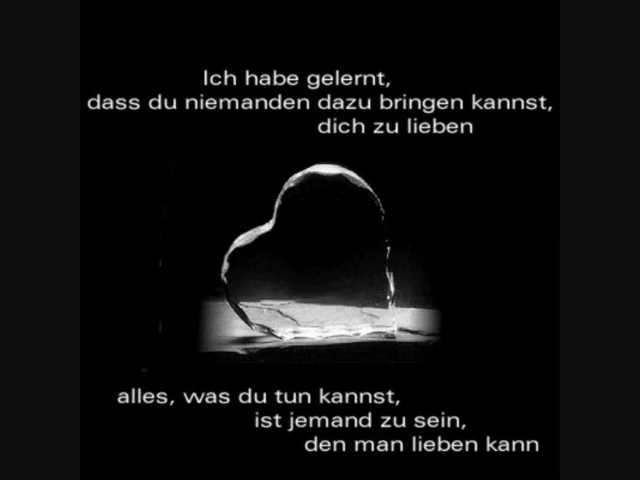 Ich habe gelernt,
dass du niemanden dazu bringen kannst,
dich zu lieben
alles, was du tun kannst,
ist jemand zu sein,
den man lieben kann